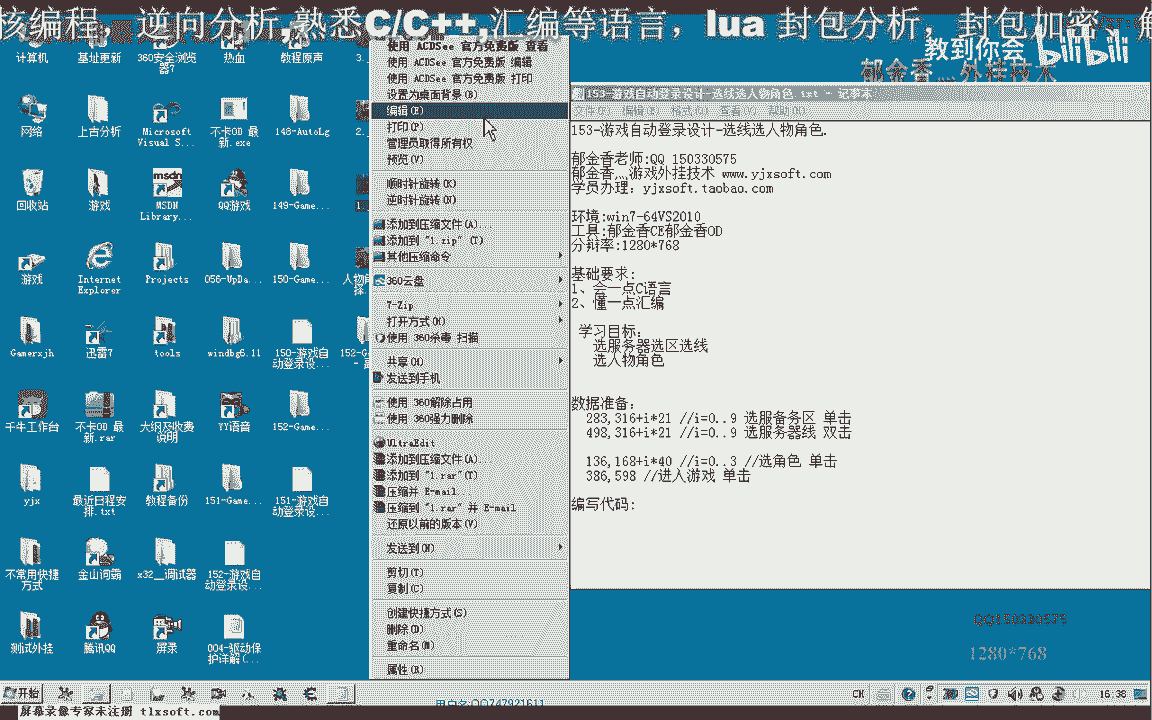 核编程，逆向分析,熟悉C/C++,汇编等语言，lua 封包分析，封包加密
教到你会 bilibili
郁金香灬外挂技术
计算机
基址更新
360安全浏览器7
热血
教程原声
网络
上古分析
Microsoft Visual S...
不卡OD 最新.exe
148-AutoLg
回收站
游戏
MSDN Library...
QQ游戏
149-Game...
游戏
Internet Explorer
Projects
056-UpDa...
150-Game...
Gamerxjh
迅雷7
tools
windbg6.11
150-游戏自动登录设...
152-G
千牛工作台
不卡OD 最新.rar
大纲及收费说明
YY语音
152-Game...
yjx
最近日程安排.txt
教程备份
151-Game...
151-游戏自动登录设...
不常用快捷方式
金山词霸
x32__调试器
152-游戏自动登录设...
测试外挂
腾讯QQ
屏录
004-驱动保护详解(...
使用 ACDSee 官方免费版 查看
使用 ACDSee 官方免费版 编辑
使用 ACDSee 官方免费版 打印
设置为桌面背景(B)
编辑(E)
打印(P)
管理员取得所有权
预览(V)
顺时针旋转(K)
逆时针旋转(N)
添加到压缩文件(A)...
添加到 "1.zip" (T)
其他压缩命令
360云盘
7-Zip
打开方式(H)
使用 360杀毒 扫描
共享(H)
发送到手机
使用 360解除占用
使用 360强力删除
UltraEdit
添加到压缩文件(A)...
添加到 "1.rar"(T)
压缩并 E-mail...
压缩到 "1.rar" 并 E-mail
还原以前的版本(V)
发送到(N)
剪切(T)
复制(C)
创建快捷方式(S)
删除(D)
重命名(M)
属性(R)
153-游戏自动登录设计-选线选人物角色.txt - 记事本
文件(F) 编辑(E) 格式(O) 查看(V) 帮助(H)
153-游戏自动登录设计-选线选人物角色.
郁金香老师:QQ 150330575
郁金香灬游戏外挂技术 www.yjxsoft.com
学员办理：yjxsoft.taobao.com
环境:win7-64VS2010
工具:郁金香CE郁金香OD
分辩率:1280*768
基础要求:
1、会一点C语言
2、懂一点汇编
学习目标:
选服务器选区选线
选人物角色
数据准备：
283,316+i*21 //i=0..9 选服备务区 单击
498,316+i*21 //i=0..9 选服务器线 双击
136,168+i*40 //i=0..3 //选角色 单击
386,598 //进入游戏 单击
编写代码:
QQ150330575
1280*768
开始
CH
16:38
屏幕录像专家未注册 tlxsoft.com
用户名:QQ747921611